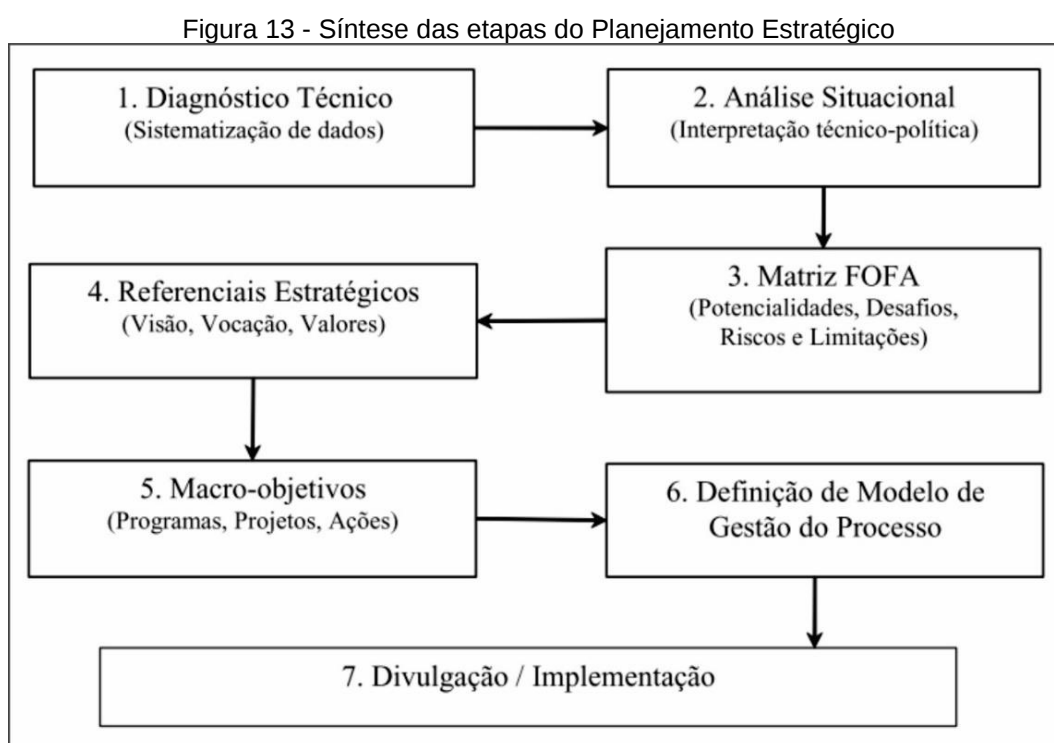 Figura 13 - Síntese das etapas do Planejamento Estratégico
1. Diagnóstico Técnico
(Sistematização de dados)
2. Análise Situacional
(Interpretação técnico-política)
3. Matriz FOFA
(Potencialidades, Desafios,
Riscos e Limitações)
4. Referenciais Estratégicos
(Visão, Vocação, Valores)
5. Macro-objetivos
(Programas, Projetos, Ações)
6. Definição de Modelo de
Gestão do Processo
7. Divulgação / Implementação